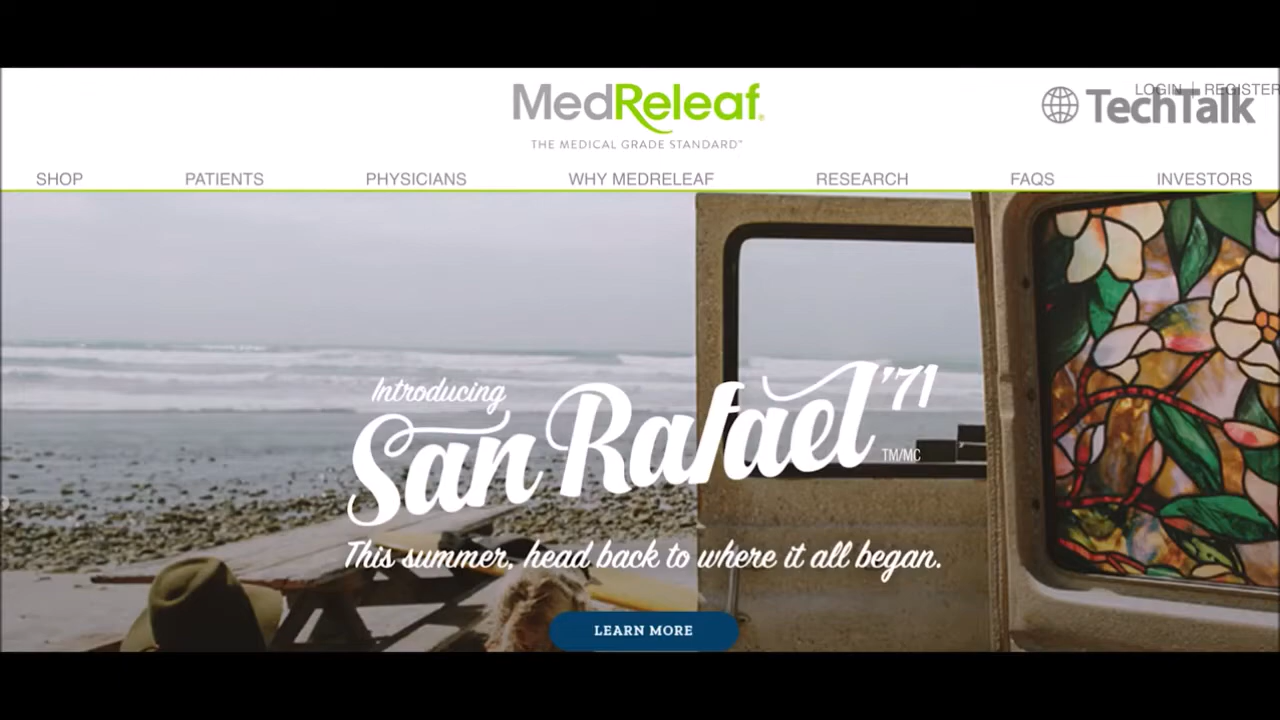 MedReleaf®
THE MEDICAL GRADE STANDARD™
LOGIN | REGISTER
TechTalk
SHOP PATIENTS PHYSICIANS WHY MEDRELEAF RESEARCH FAQS INVESTORS
Introducing
San Rafael '71
TM/MC
This summer, head back to where it all began.
LEARN MORE